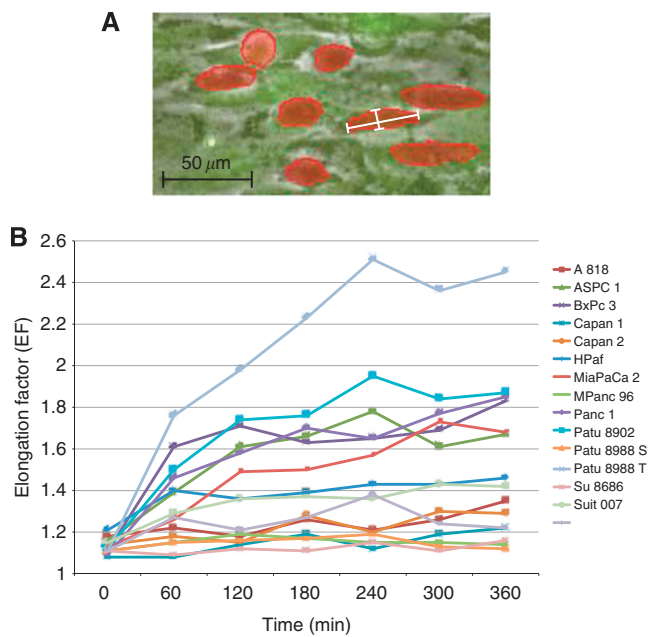 A
50 μm
B
Elongation factor (EF)
2.6
2.4
2.2
2
1.8
1.6
1.4
1.2
1
0 60 120 180 240 300 360
Time (min)
A 818
ASPC 1
BxPc 3
Capan 1
Capan 2
HPaf
MiaPaCa 2
MPanc 96
Panc 1
Patu 8902
Patu 8988 S
Patu 8988 T
Su 8686
Suit 007